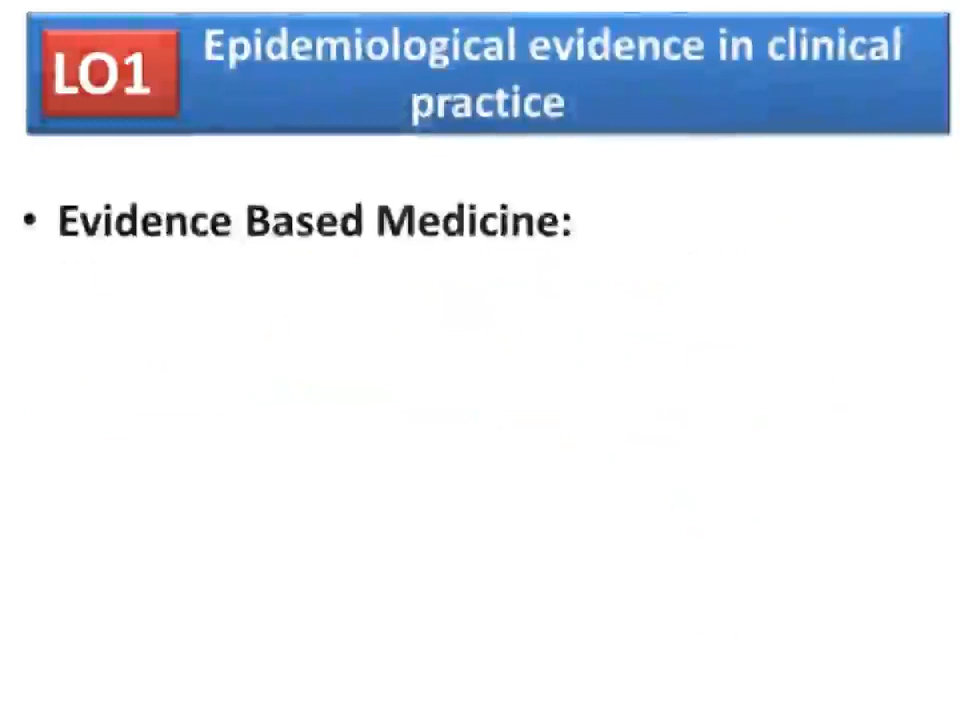 LO1
Epidemiological evidence in clinical
practice
• Evidence Based Medicine: